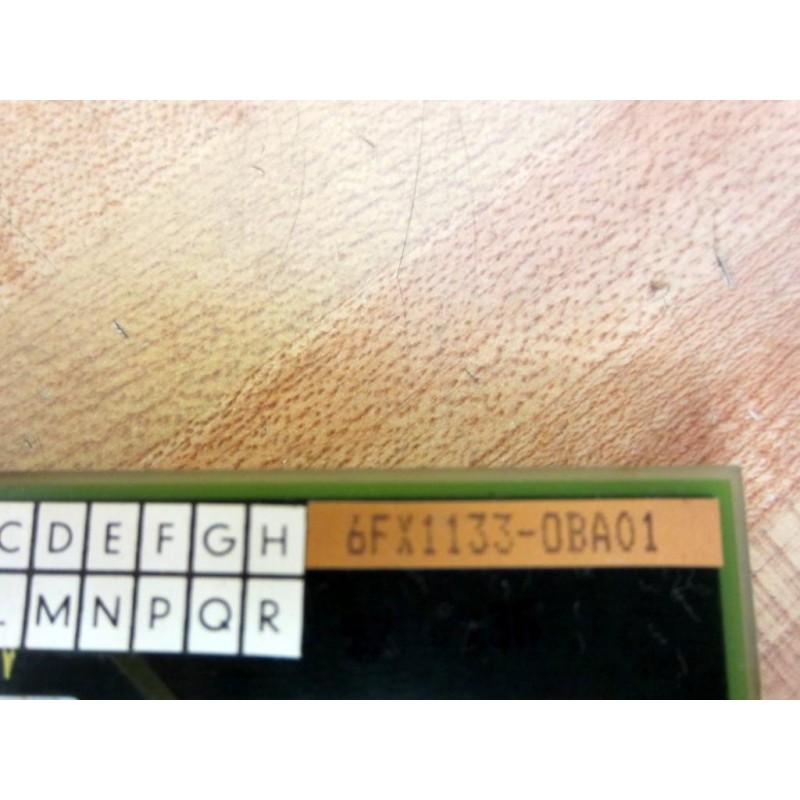 C D E F G H 6FX1133-0BA01
L M N P Q R
Y